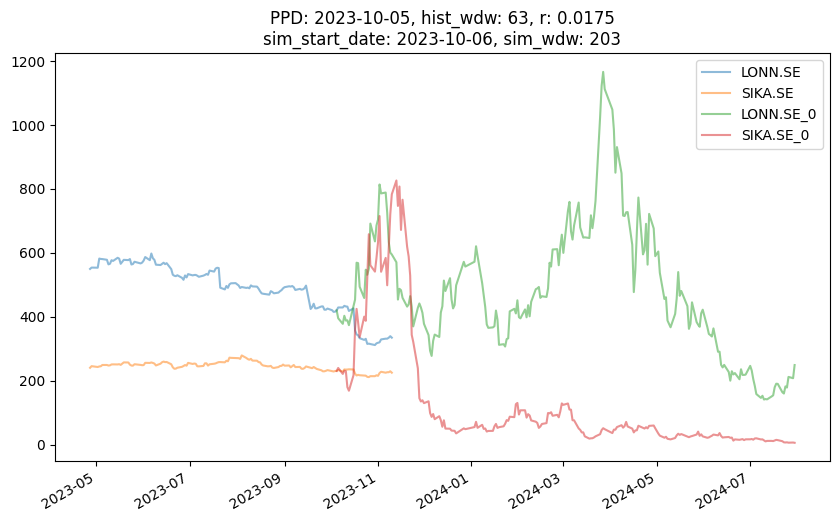 PPD: 2023-10-05, hist_wdw: 63, r: 0.0175
sim_start_date: 2023-10-06, sim_wdw: 203
LONN.SE
SIKA.SE
LONN.SE_0
SIKA.SE_0
1200
1000
800
600
400
200
0
2023-05
2023-07
2023-09
2023-11
2024-01
2024-03
2024-05
2024-07